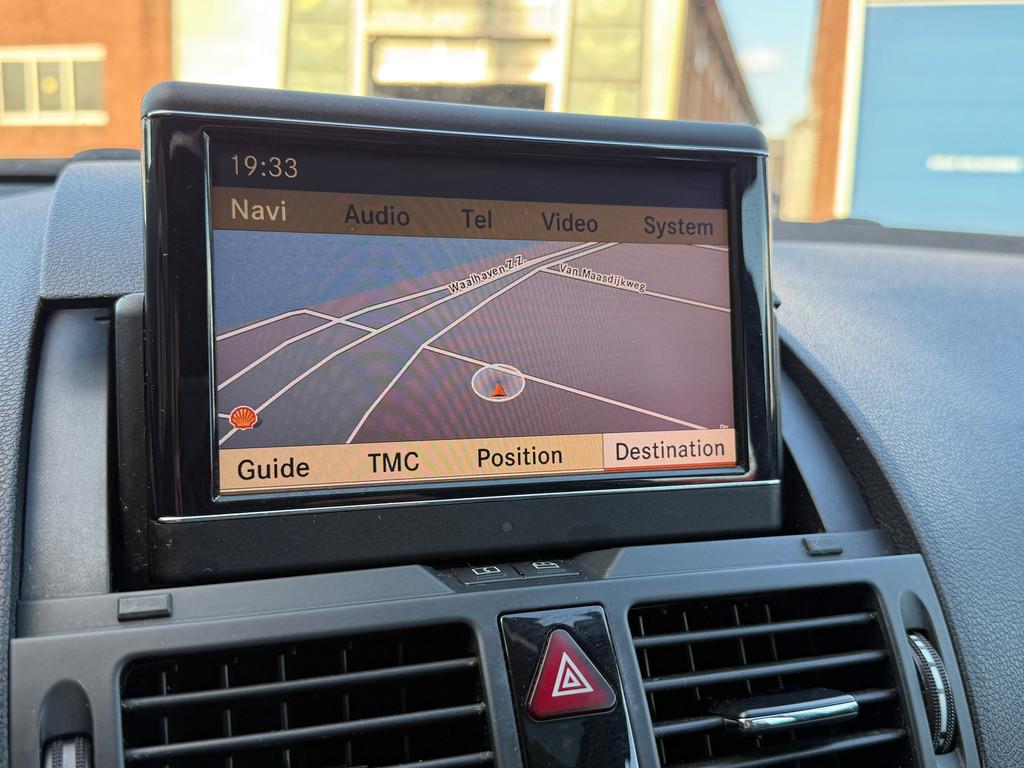 19:33
Navi Audio Tel Video System
Waalhaven Z.Z.
Van Maasdijkweg
Guide TMC Position Destination